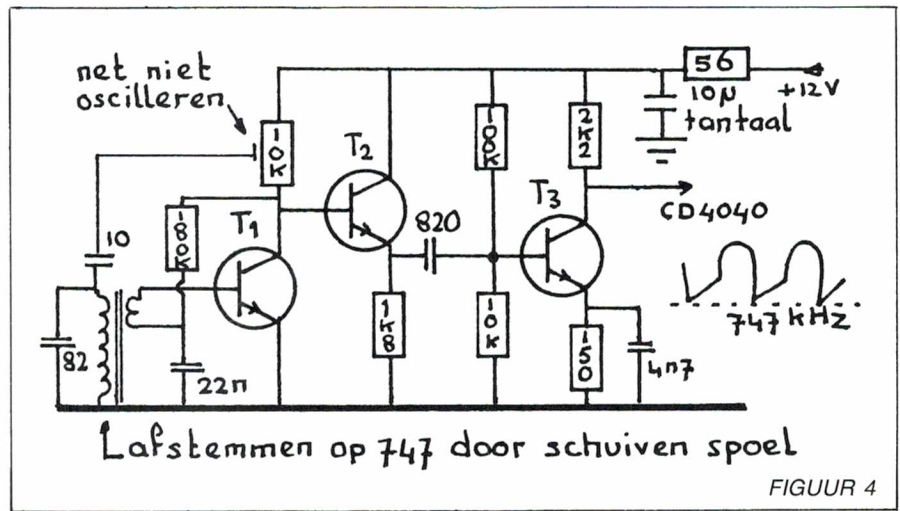 net niet
oscilleren
10K
T2
56
10µ
tantaal
+12V
100K
2K2
T3
CD4040
820
180K
T1
10
82
22n
1K8
10K
150
4n7
747 kHz
Lafstemmen op 747 door schuiven spoel
FIGUUR 4